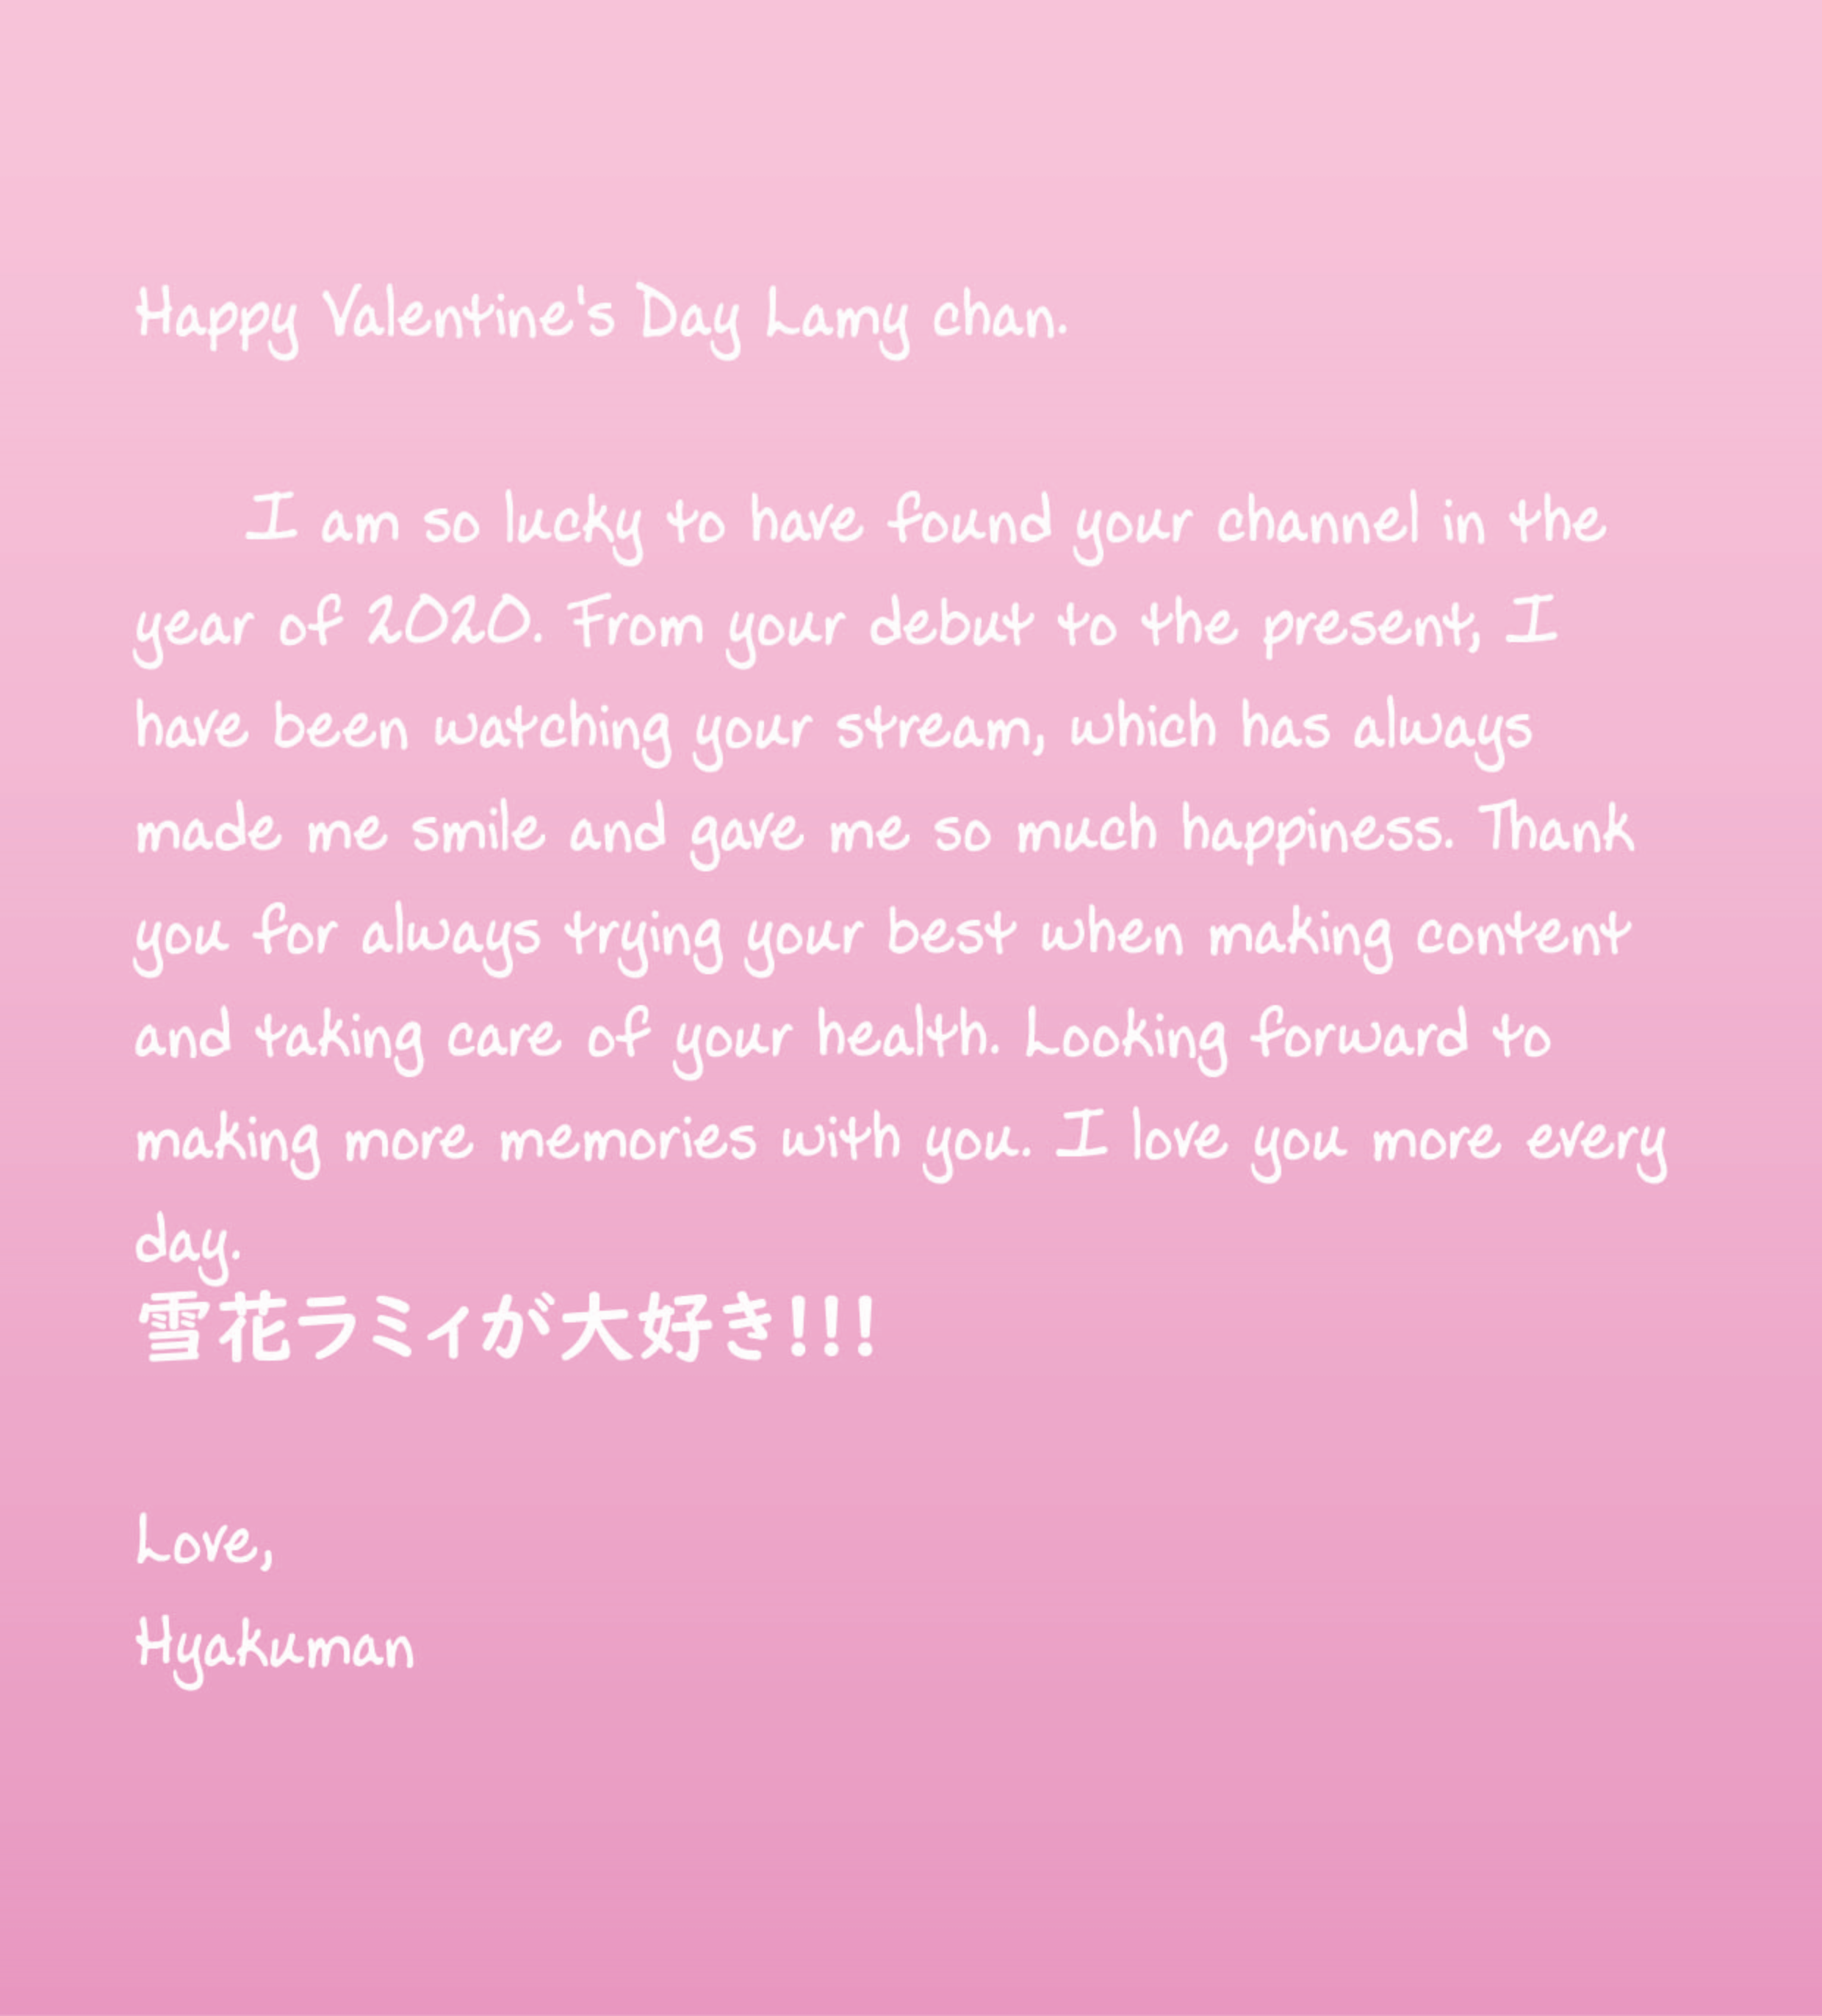 Happy Valentine's Day Lamy chan.
I am so lucky to have found your channel in the
year of 2020. From your debut to the present, I
have been watching your stream, which has always
made me smile and gave me so much happiness. Thank
you for always trying your best when making content
and taking care of your health. Looking forward to
making more memories with you. I love you more every
day.
雪花ラミィが大好き!!!
Love,
Hyakuman